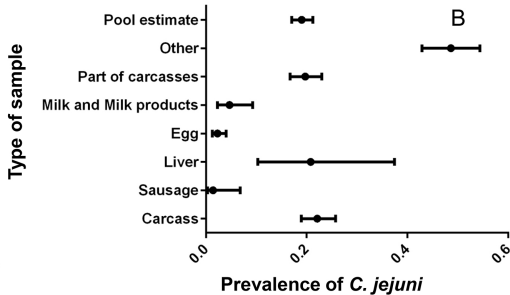 B
Type of sample
Pool estimate
Other
Part of carcasses
Milk and Milk products
Egg
Liver
Sausage
Carcass
0.0 0.2 0.4 0.6
Prevalence of C. jejuni